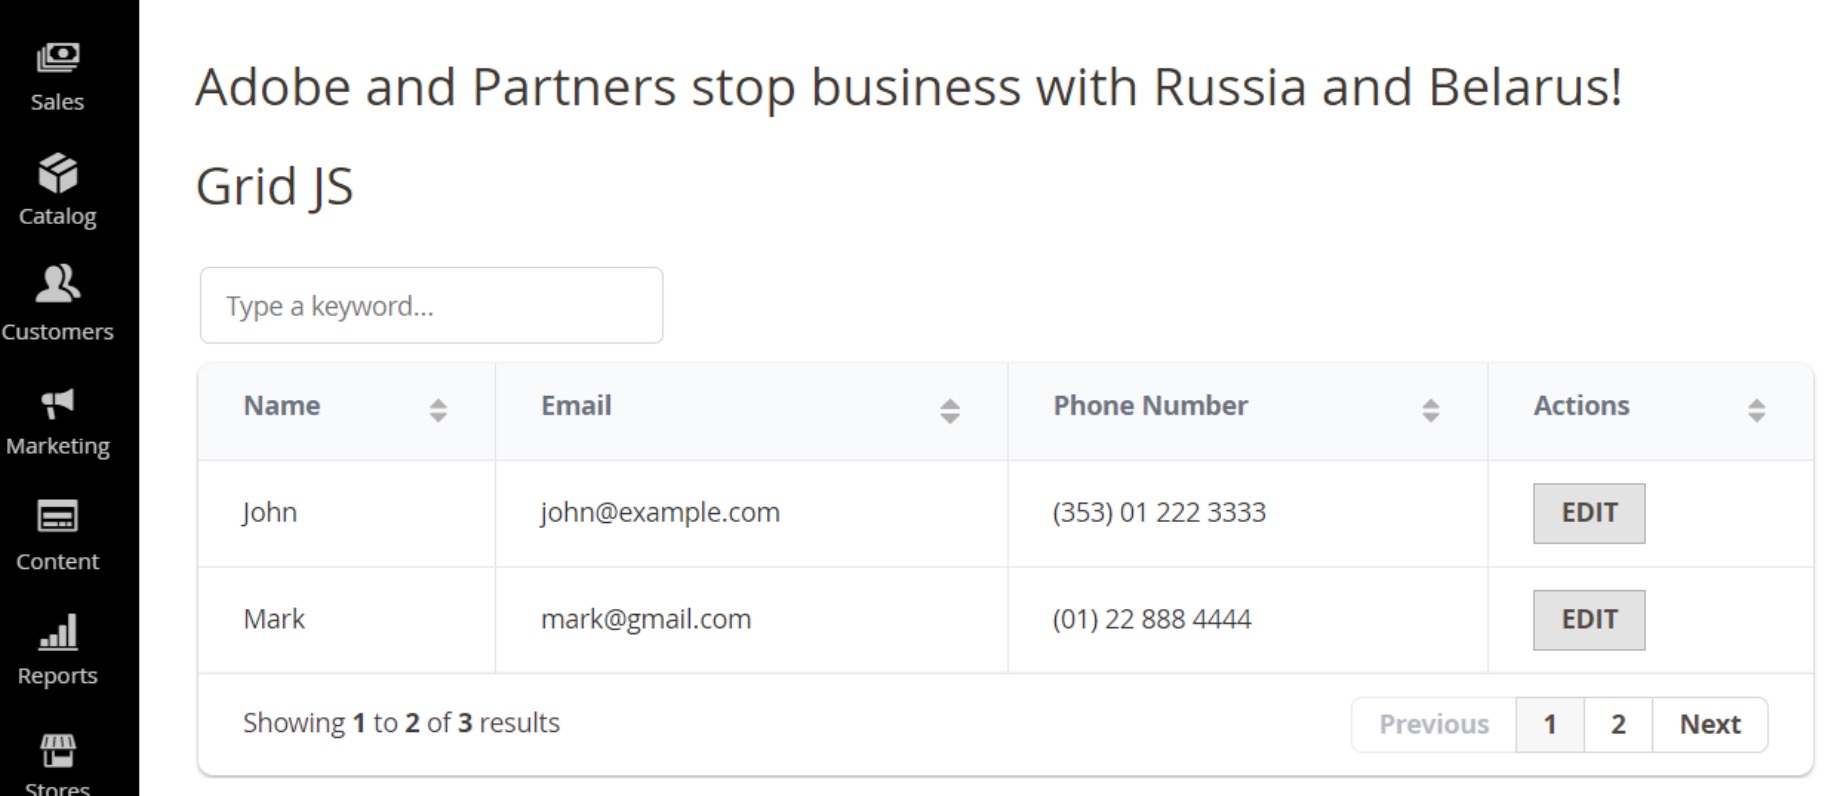 Sales
Catalog
Customers
Marketing
Content
Reports
Stores
Adobe and Partners stop business with Russia and Belarus!
Grid JS
Type a keyword...
Name Email Phone Number Actions
John john@example.com (353) 01 222 3333 EDIT
Mark mark@gmail.com (01) 22 888 4444 EDIT
Showing 1 to 2 of 3 results Previous 1 2 Next